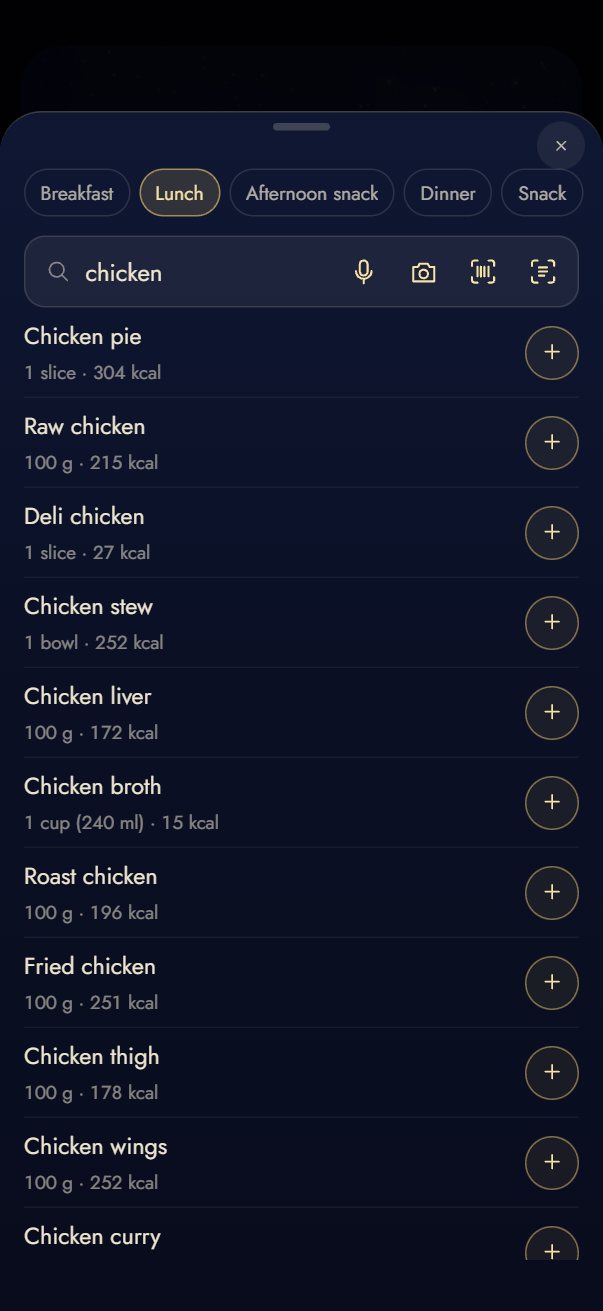 Breakfast
Lunch
Afternoon snack
Dinner
Snack
chicken
Chicken pie
1 slice · 304 kcal
Raw chicken
100 g · 215 kcal
Deli chicken
1 slice · 27 kcal
Chicken stew
1 bowl · 252 kcal
Chicken liver
100 g · 172 kcal
Chicken broth
1 cup (240 ml) · 15 kcal
Roast chicken
100 g · 196 kcal
Fried chicken
100 g · 251 kcal
Chicken thigh
100 g · 178 kcal
Chicken wings
100 g · 252 kcal
Chicken curry